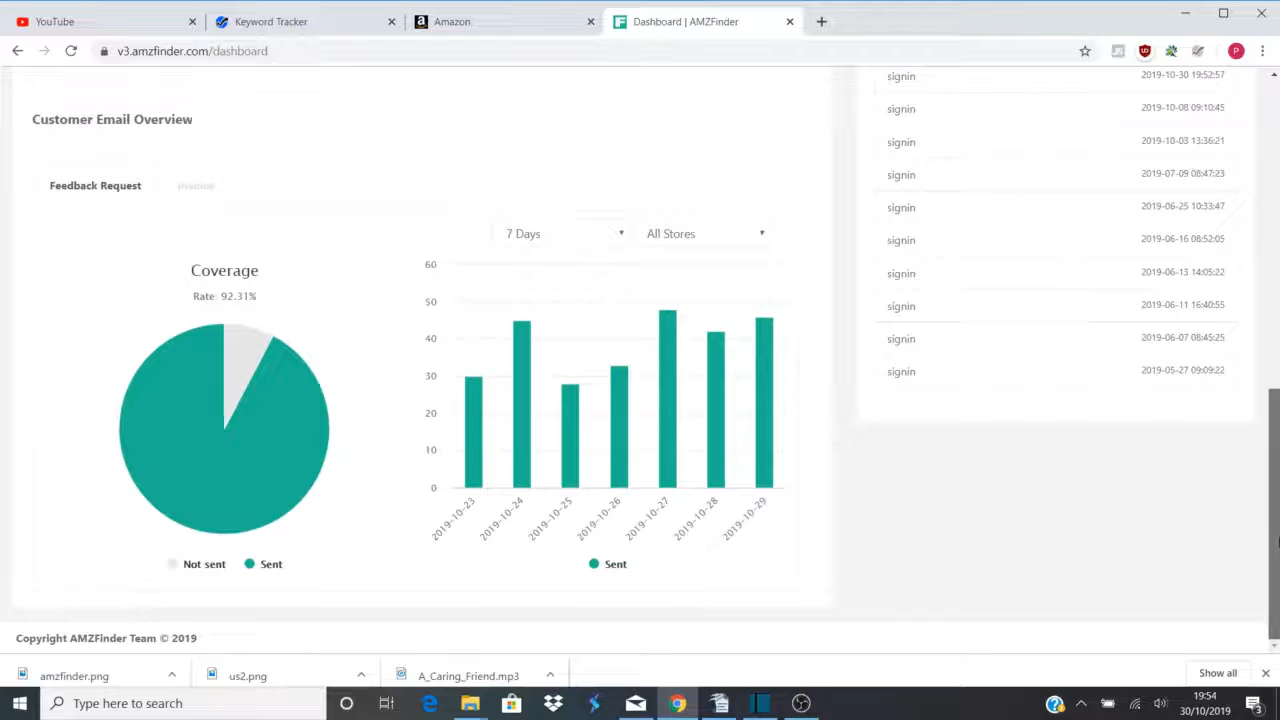 YouTube
Keyword Tracker
Amazon.
Dashboard | AMZFinder
v3.amzfinder.com/dashboard
P
signin 2019-10-30 19:52:57
signin 2019-10-08 09:10:45
signin 2019-10-03 13:36:21
signin 2019-07-09 08:47:23
signin 2019-06-25 10:33:47
signin 2019-06-16 08:52:05
signin 2019-06-13 14:05:22
signin 2019-06-11 16:40:55
signin 2019-06-07 08:45:25
signin 2019-05-27 09:09:22
Customer Email Overview
Feedback Request Invoice
7 Days All Stores
Coverage
Rate 92.31%
Not sent Sent
60
50
40
30
20
10
0
2019-10-23 2019-10-24 2019-10-25 2019-10-26 2019-10-27 2019-10-28 2019-10-29
Sent
Copyright AMZFinder Team © 2019
amzfinder.png us2.png A_Caring_Friend.mp3 Show all
Type here to search
19:54
30/10/2019
3